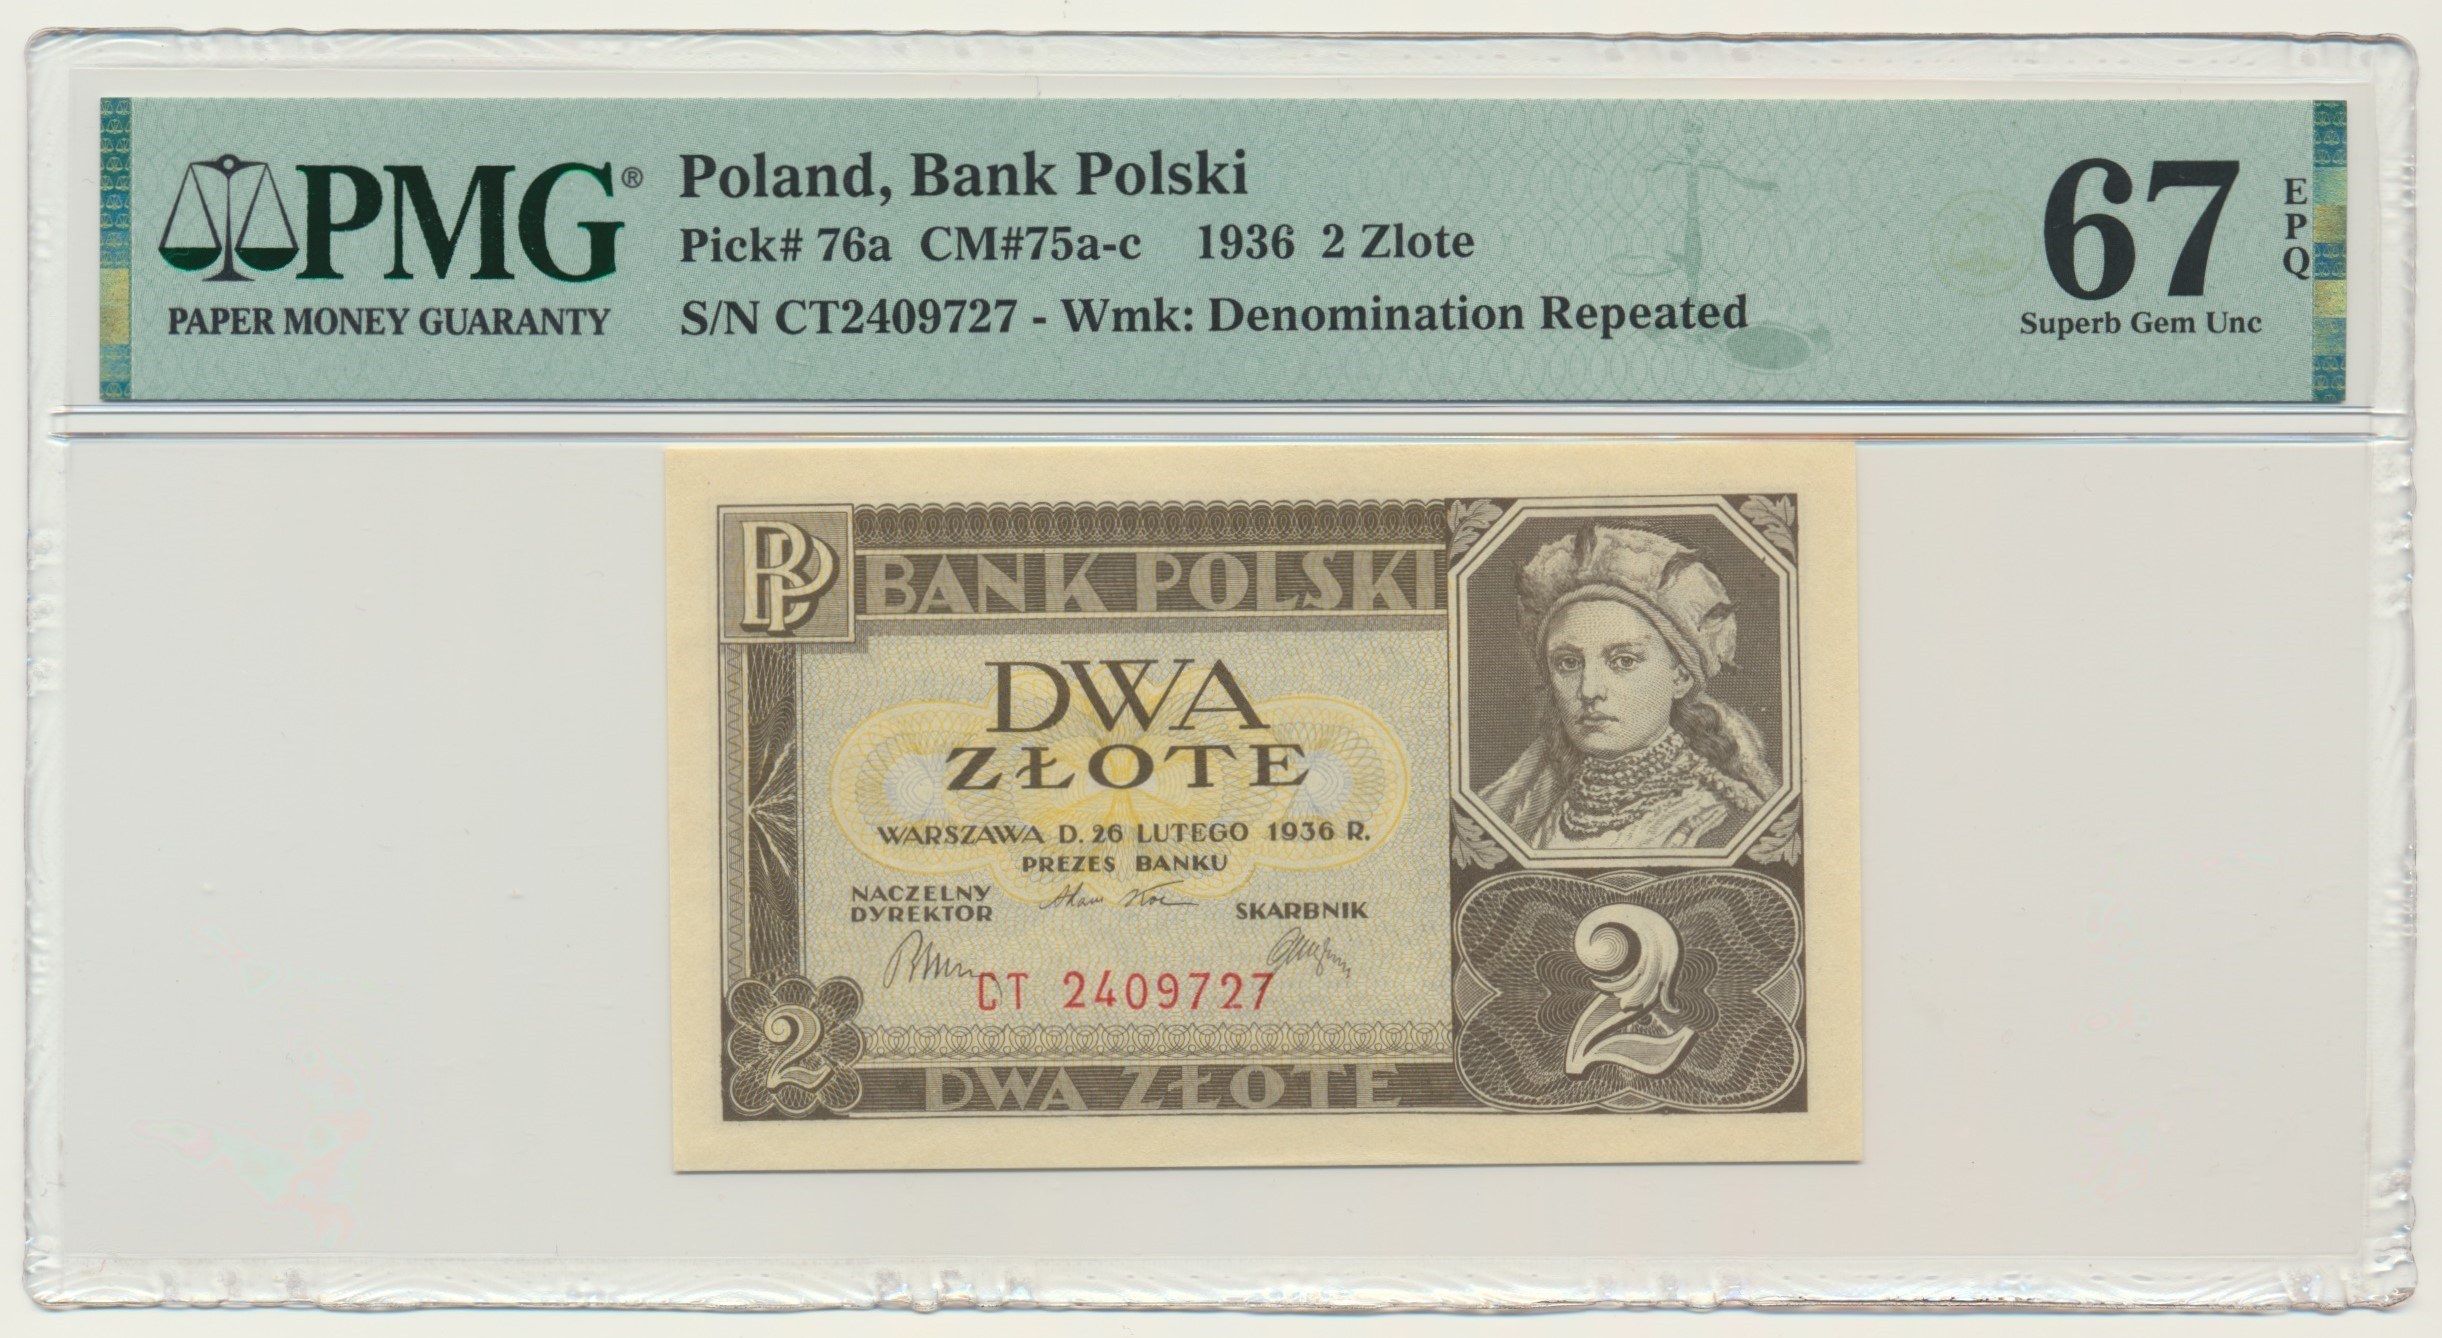 PMG®
PAPER MONEY GUARANTY
Poland, Bank Polski
Pick# 76a CM#75a-c 1936 2 Zlote
S/N CT2409727 - Wmk: Denomination Repeated
67
EPQ
Superb Gem Unc
BP
BANK POLSKI
DWA
ZŁOTE
WARSZAWA D. 26 LUTEGO 1936 R.
PREZES BANKU
NACZELNY
DYREKTOR
Adam Koc
SKARBNIK
CT 2409727
2
2
DWA ZŁOTE